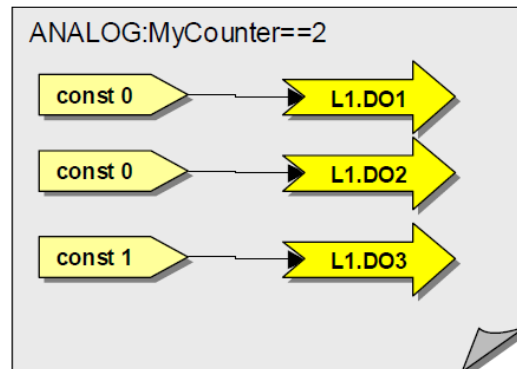 ANALOG:MyCounter==2
const 0 L1.DO1
const 0 L1.DO2
const 1 L1.DO3